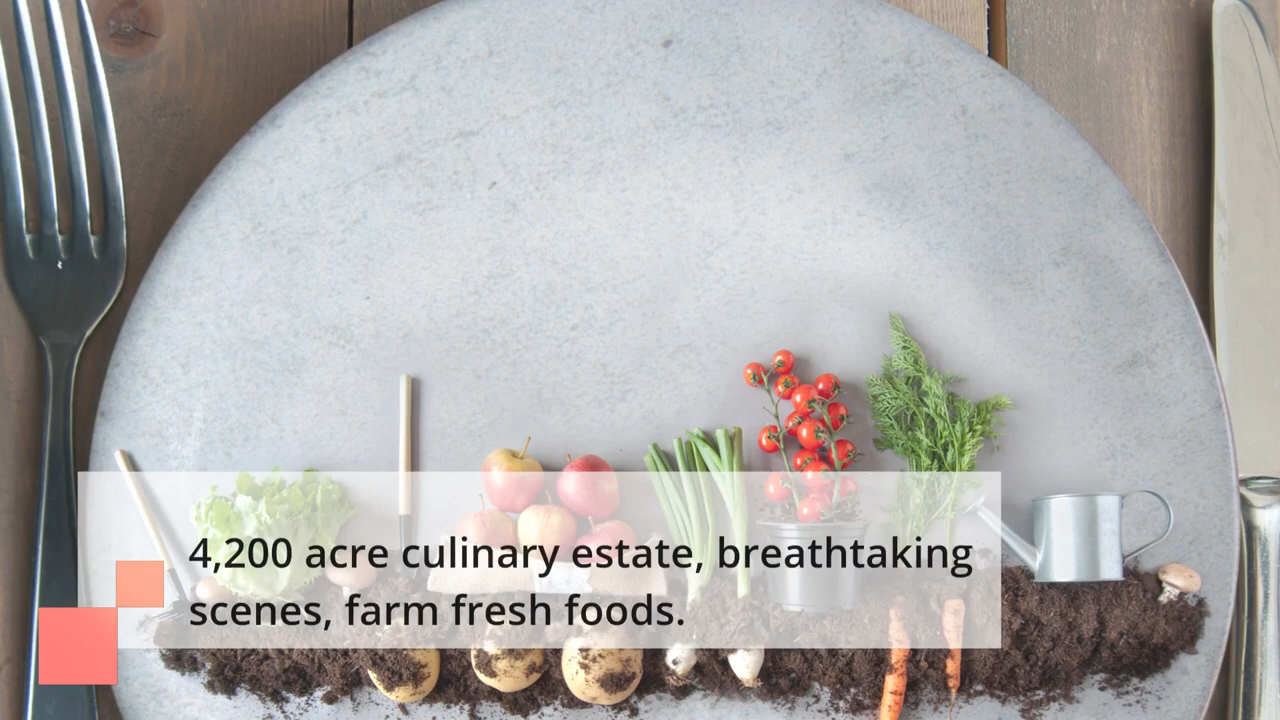 4,200 acre culinary estate, breathtaking
scenes, farm fresh foods.